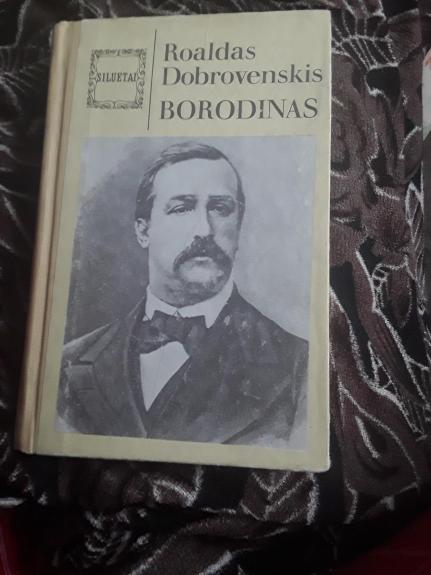 SILUETAI
Roaldas
Dobrovenskis
BORODINAS